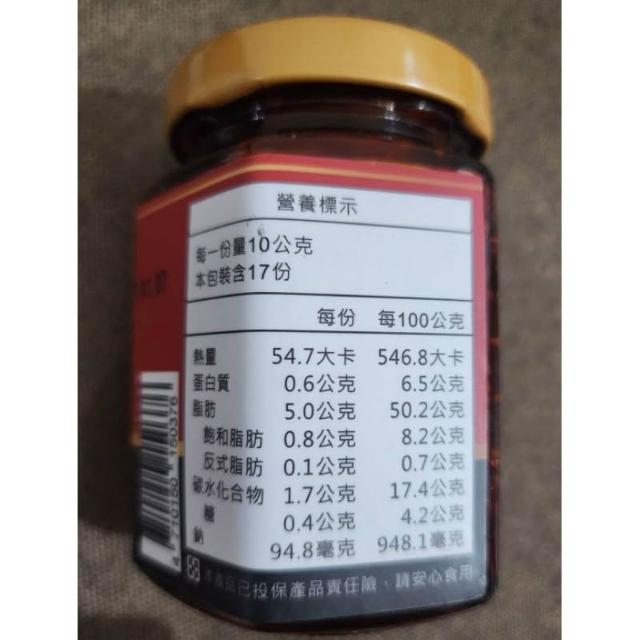 營養標示
每一份量10公克
本包裝含17份
每份 每100公克
熱量 54.7大卡 546.8大卡
蛋白質 0.6公克 6.5公克
脂肪 5.0公克 50.2公克
飽和脂肪 0.8公克 8.2公克
反式脂肪 0.1公克 0.7公克
碳水化合物 1.7公克 17.4公克
糖 0.4公克 4.2公克
鈉 94.8毫克 948.1毫克
本產品已投保產品責任險、請安心食用
4 710150 150376